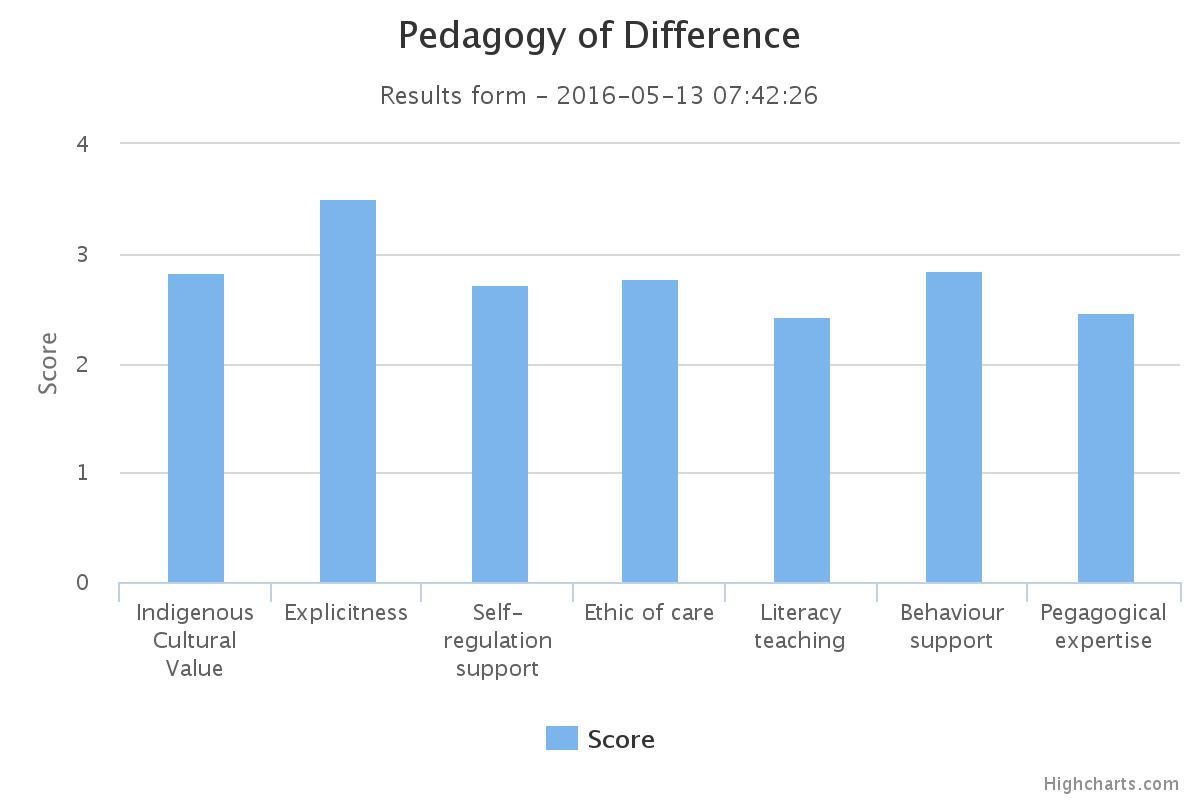 Pedagogy of Difference
Results form – 2016–05–13 07:42:26
4
3
2
1
0
Score
Indigenous
Cultural
Value
Explicitness
Self–
regulation
support
Ethic of care
Literacy
teaching
Behaviour
support
Pegagogical
expertise
Score
Highcharts.com